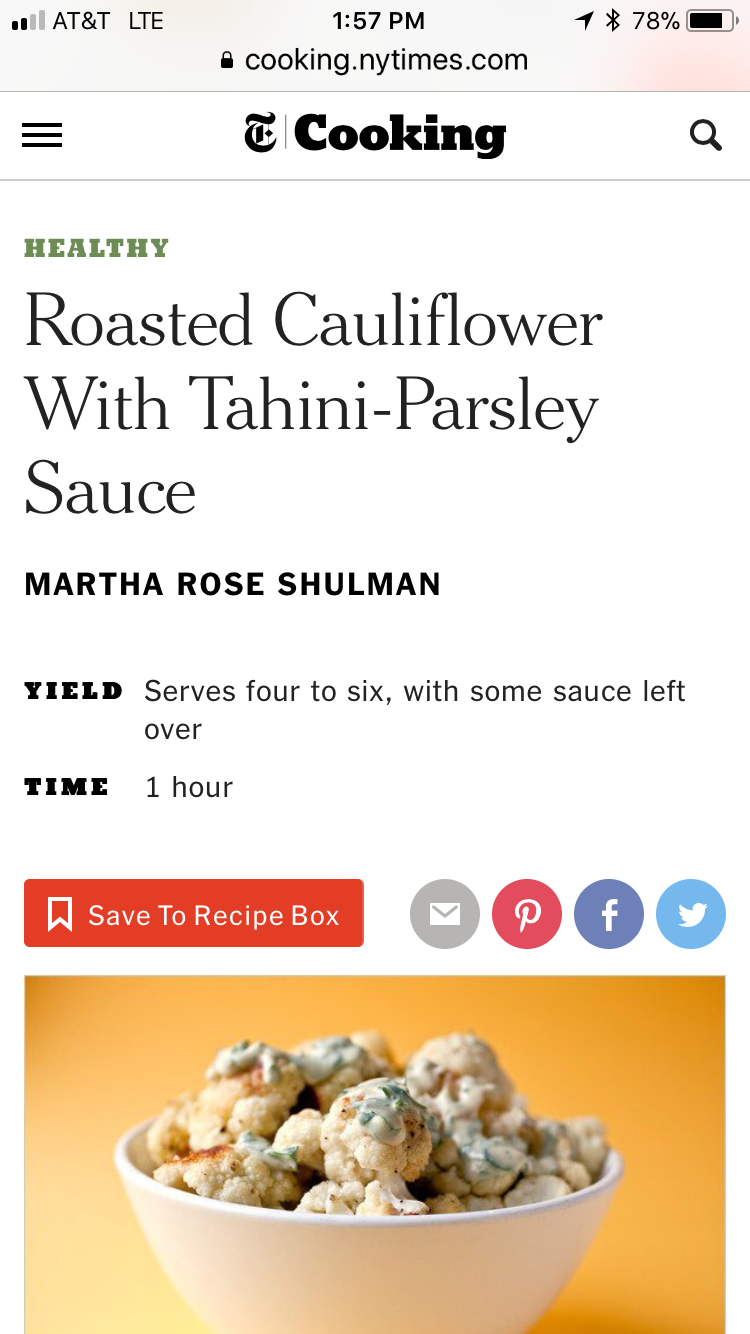 AT&T LTE 1:57 PM 78%
cooking.nytimes.com
T Cooking
HEALTHY
Roasted Cauliflower
With Tahini-Parsley
Sauce
MARTHA ROSE SHULMAN
YIELD Serves four to six, with some sauce left
over
TIME 1 hour
Save To Recipe Box